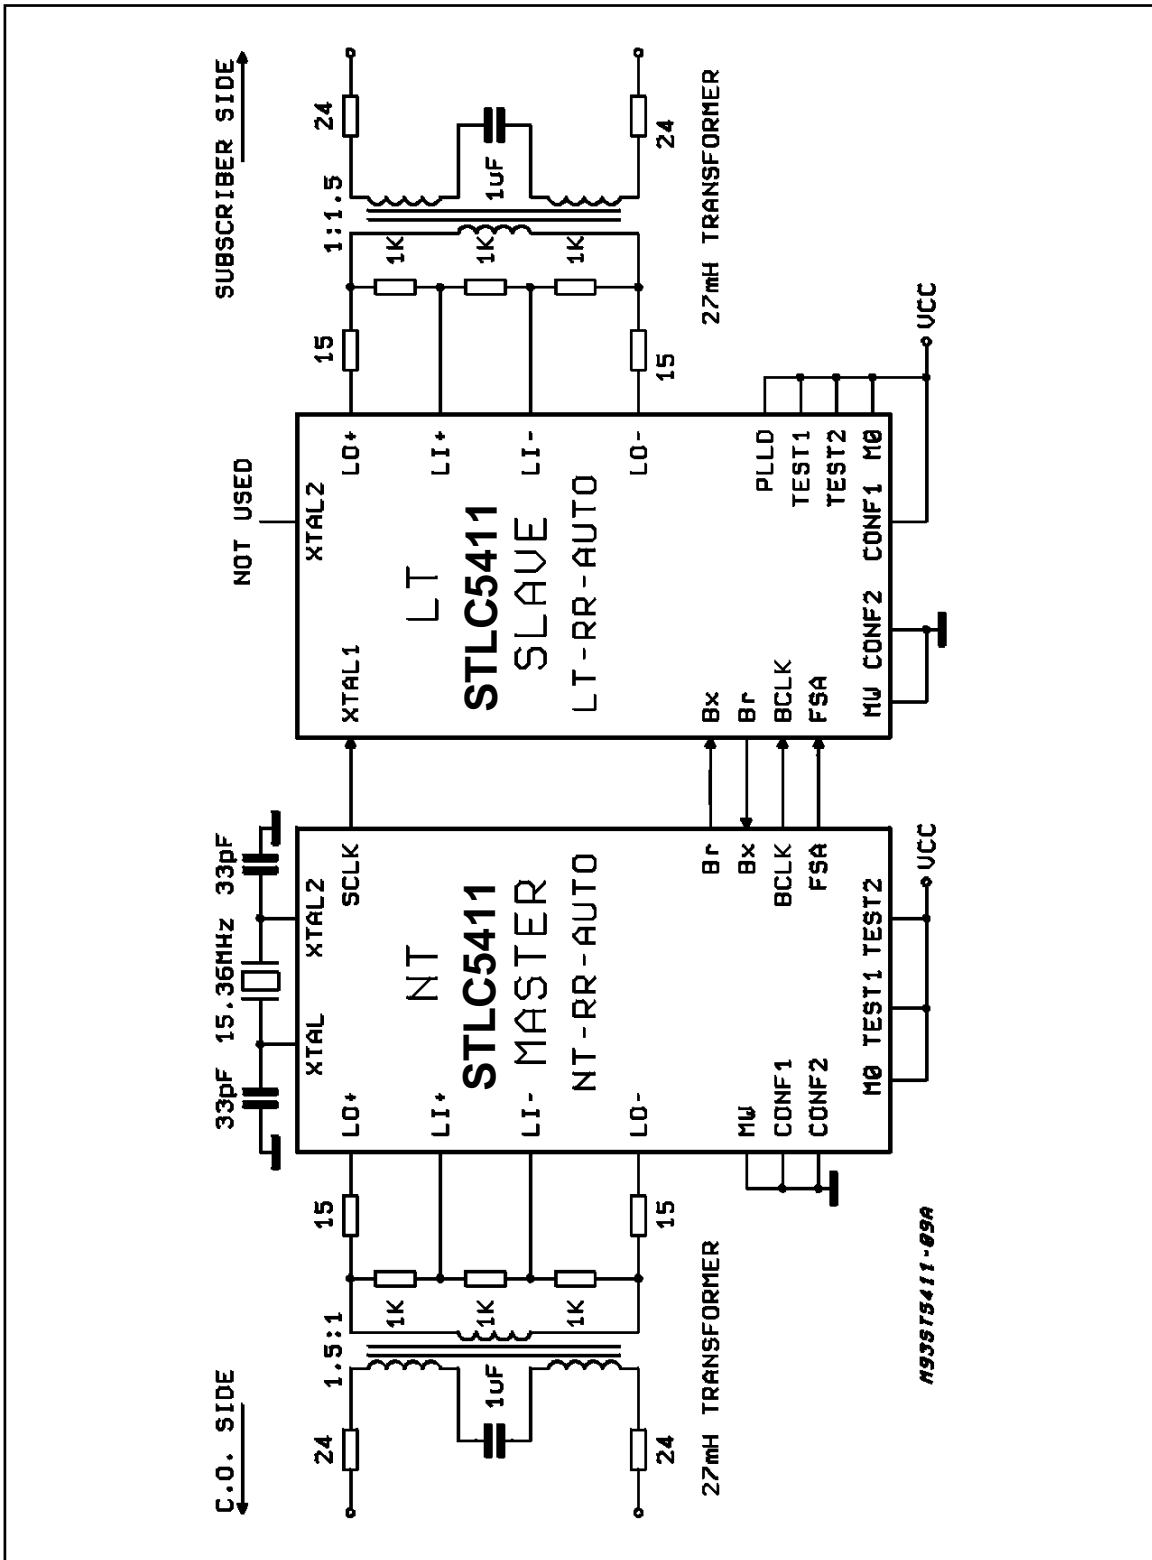 C.O. SIDE
SUBSCRIBER SIDE
33pF 15.36MHz 33pF
NOT USED
24
1.5:1
15
XTAL
XTAL2
LO+
SCLK
XTAL1
XTAL2
LO+
15
1:1.5
24
1K
LI+
NT
LT
LI+
1K
1uF
1K
STLC5411
STLC5411
1K
1uF
LI-
MASTER
SLAVE
LI-
1K
NT-RR-AUTO
LT-RR-AUTO
1K
24
15
LO-
LO-
15
24
27mH TRANSFORMER
27mH TRANSFORMER
Br
Bx
Bx
Br
BCLK
BCLK
FSA
FSA
MW
CONF1
CONF2
PLLD
TEST1
TEST2
M0
M0 TEST1 TEST2
MW CONF2 CONF1
VCC
VCC
M93ST5411-09A